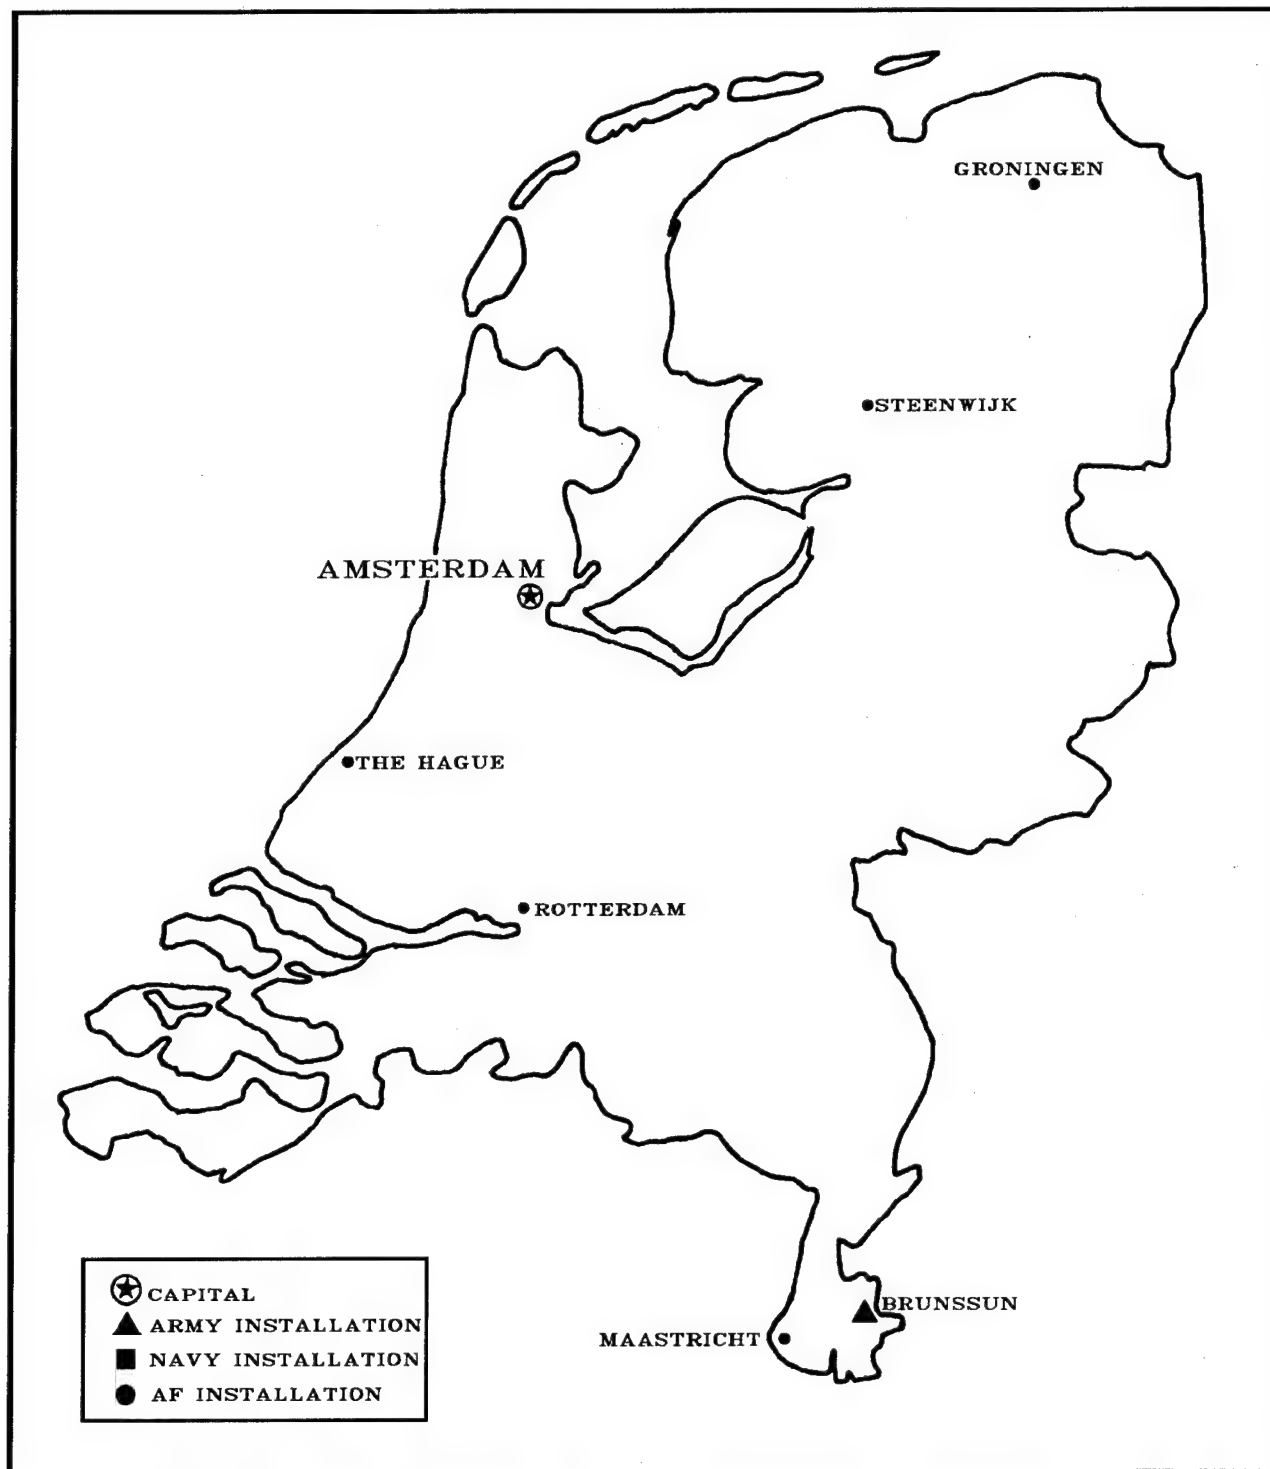 GRONINGEN
STEENWIJK
AMSTERDAM
THE HAGUE
ROTTERDAM
BRUNSSUN
MAASTRICHT
CAPITAL
ARMY INSTALLATION
NAVY INSTALLATION
AF INSTALLATION